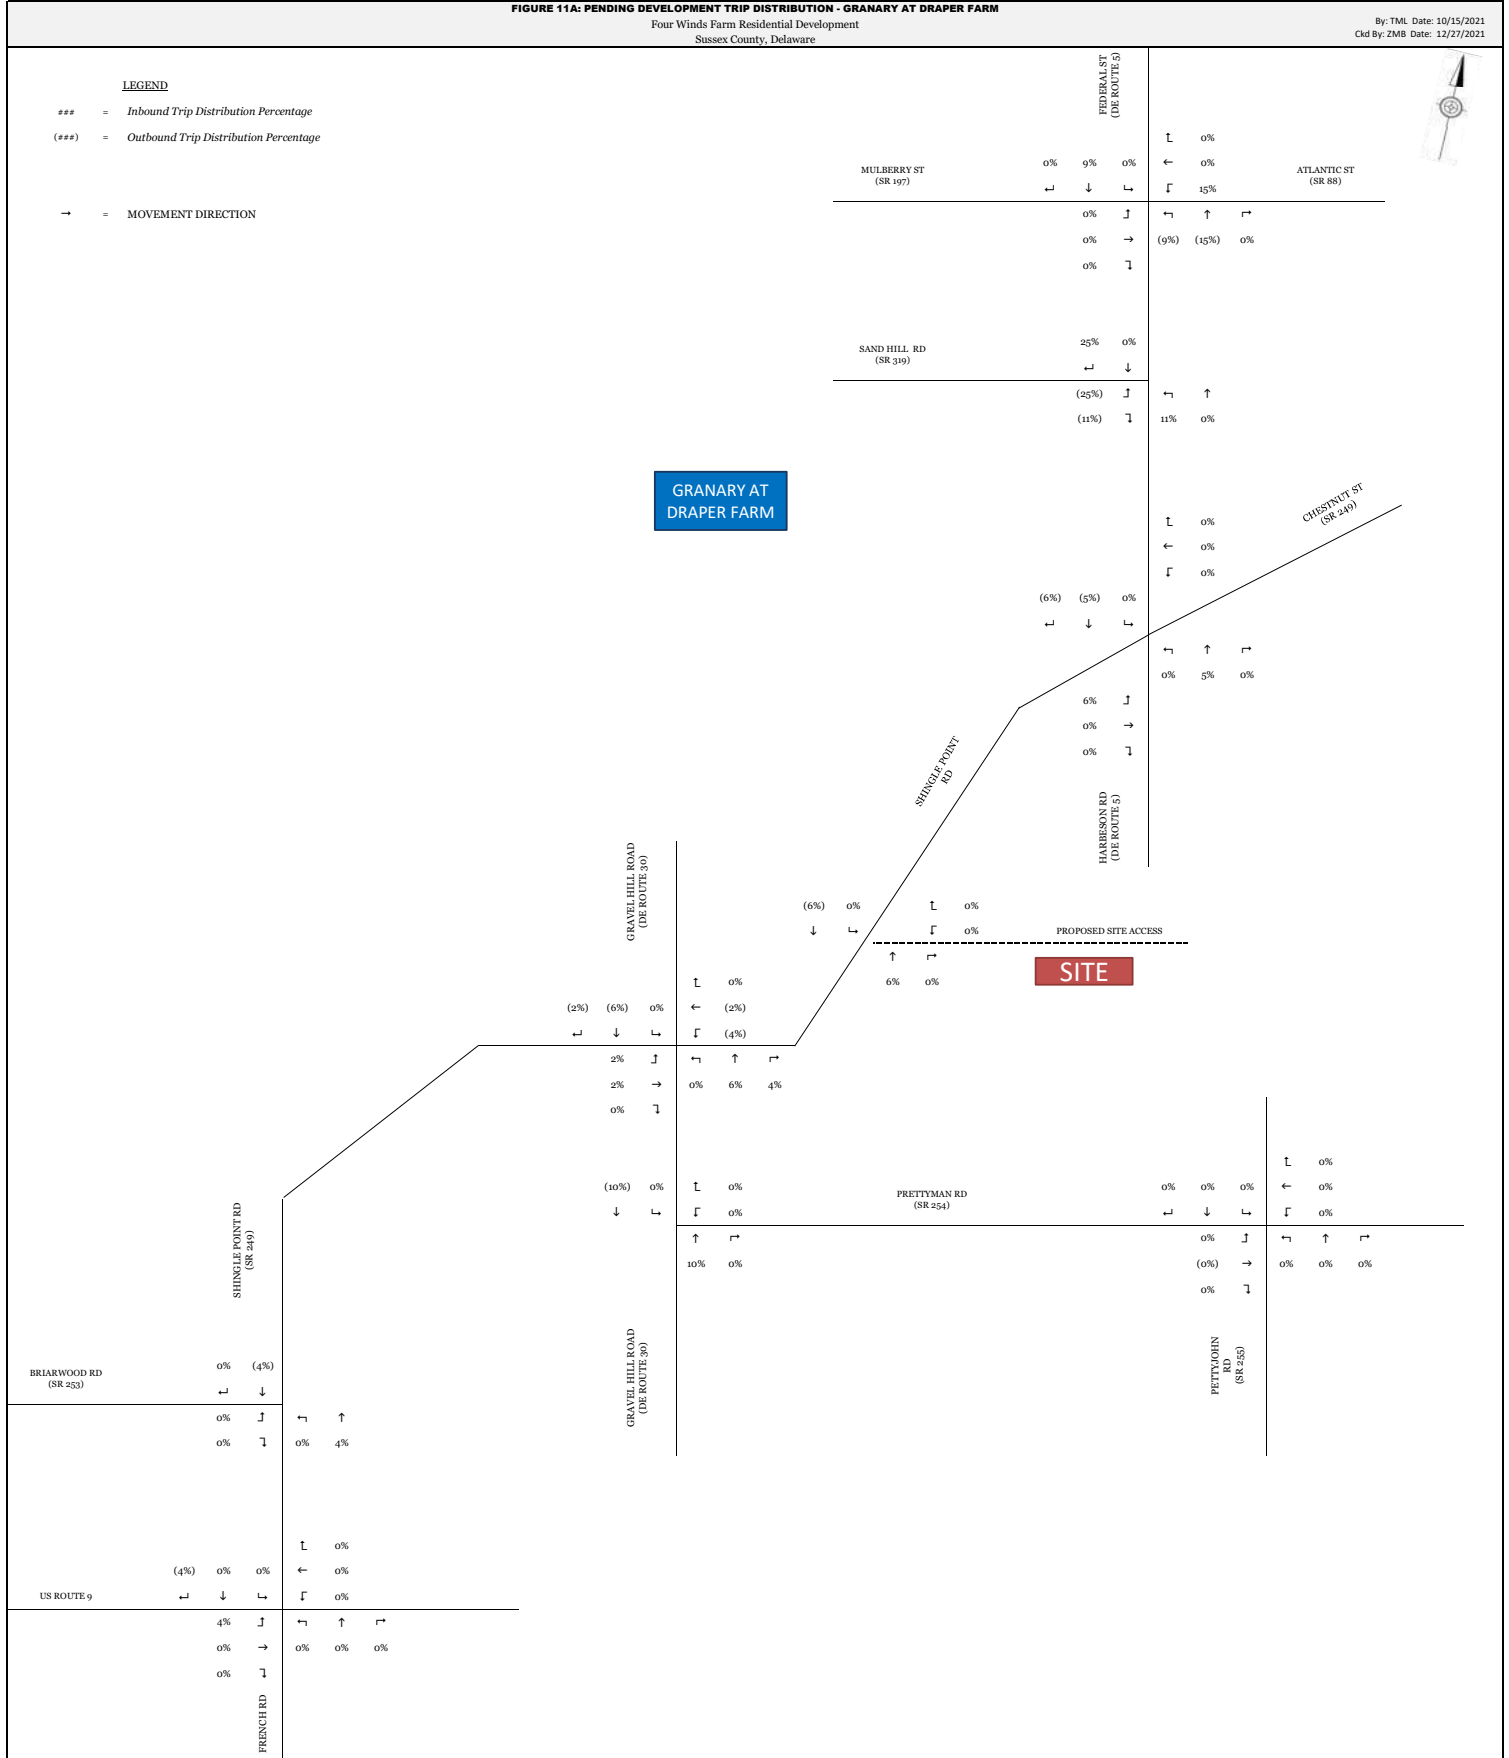 FIGURE 11A: PENDING DEVELOPMENT TRIP DISTRIBUTION - GRANARY AT DRAPER FARM
Four Winds Farm Residential Development
Sussex County, Delaware
By: TML Date: 10/15/2021
Ckd By: ZMB Date: 12/27/2021
LEGEND
### = Inbound Trip Distribution Percentage
(###) = Outbound Trip Distribution Percentage
→ = MOVEMENT DIRECTION
FEDERAL ST
(DE ROUTE 5)
MULBERRY ST
(SR 197)
ATLANTIC ST
(SR 88)
↑ 0%
0% 9% 0% ← 0%
↵ ↓ ↳ ↓ 15%
0% ↑ ↰ ↑ ↱
0% → (9%) (15%) 0%
0% ↴
SAND HILL RD
(SR 319)
25% 0%
↵ ↓
(25%) ↑ ↰ ↑
(11%) ↴ 11% 0%
GRANARY AT
DRAPER FARM
CHESTNUT ST
(SR 249)
↑ 0%
← 0%
↓ 0%
(6%) (5%) 0%
↵ ↓ ↳
↰ ↑ ↱
0% 5% 0%
6% ↑
0% →
0% ↴
SHINGLE POINT
RD
HARBESON RD
(DE ROUTE 5)
GRAVEL HILL ROAD
(DE ROUTE 30)
(6%) 0% ↑ 0%
↓ ↳ ↓ 0%
PROPOSED SITE ACCESS
↑ ↱
6% 0%
SITE
↑ 0%
(2%) (6%) 0% ← (2%)
↵ ↓ ↳ ↓ (4%)
2% ↑ ↰ ↑ ↱
2% → 0% 6% 4%
0% ↴
(10%) 0% ↑ 0%
↓ ↳ ↓ 0%
↑ ↱
10% 0%
PRETTYMAN RD
(SR 254)
↑ 0%
0% 0% 0% ← 0%
↵ ↓ ↳ ↓ 0%
0% ↑ ↰ ↑ ↱
(0%) → 0% 0% 0%
0% ↴
SHINGLE POINT RD
(SR 249)
GRAVEL HILL ROAD
(DE ROUTE 30)
PETTYJOHN
RD
(SR 255)
BRIARWOOD RD
(SR 253)
0% (4%)
↵ ↓
0% ↑ ↰ ↑
0% ↴ 0% 4%
↑ 0%
(4%) 0% 0% ← 0%
US ROUTE 9
↵ ↓ ↳ ↓ 0%
4% ↑ ↰ ↑ ↱
0% → 0% 0% 0%
0% ↴
FRENCH RD